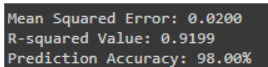 Mean Squared Error: 0.0200
R-squared Value: 0.9199
Prediction Accuracy: 98.00%